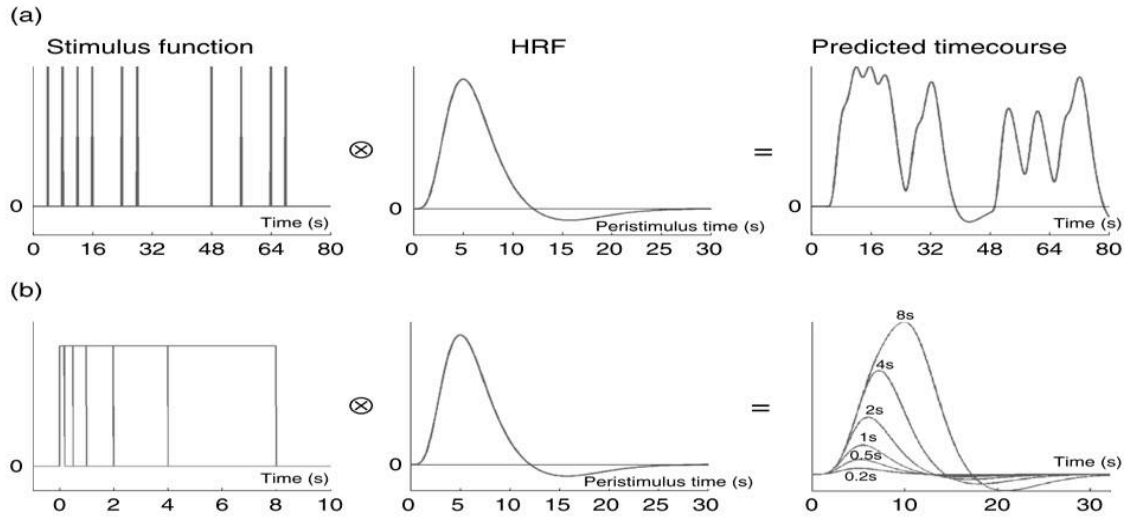 (a)
Stimulus function
HRF
Predicted timecourse
⊗
=
0
Time (s)
0 16 32 48 64 80
0
Peristimulus time (s)
0 5 10 15 20 25 30
0
Time (s)
0 16 32 48 64 80
(b)
⊗
=
0
Time (s)
0 2 4 6 8 10
0
Peristimulus time (s)
0 5 10 15 20 25 30
8s
4s
2s
1s
0.5s
0.2s
Time (s)
0 10 20 30